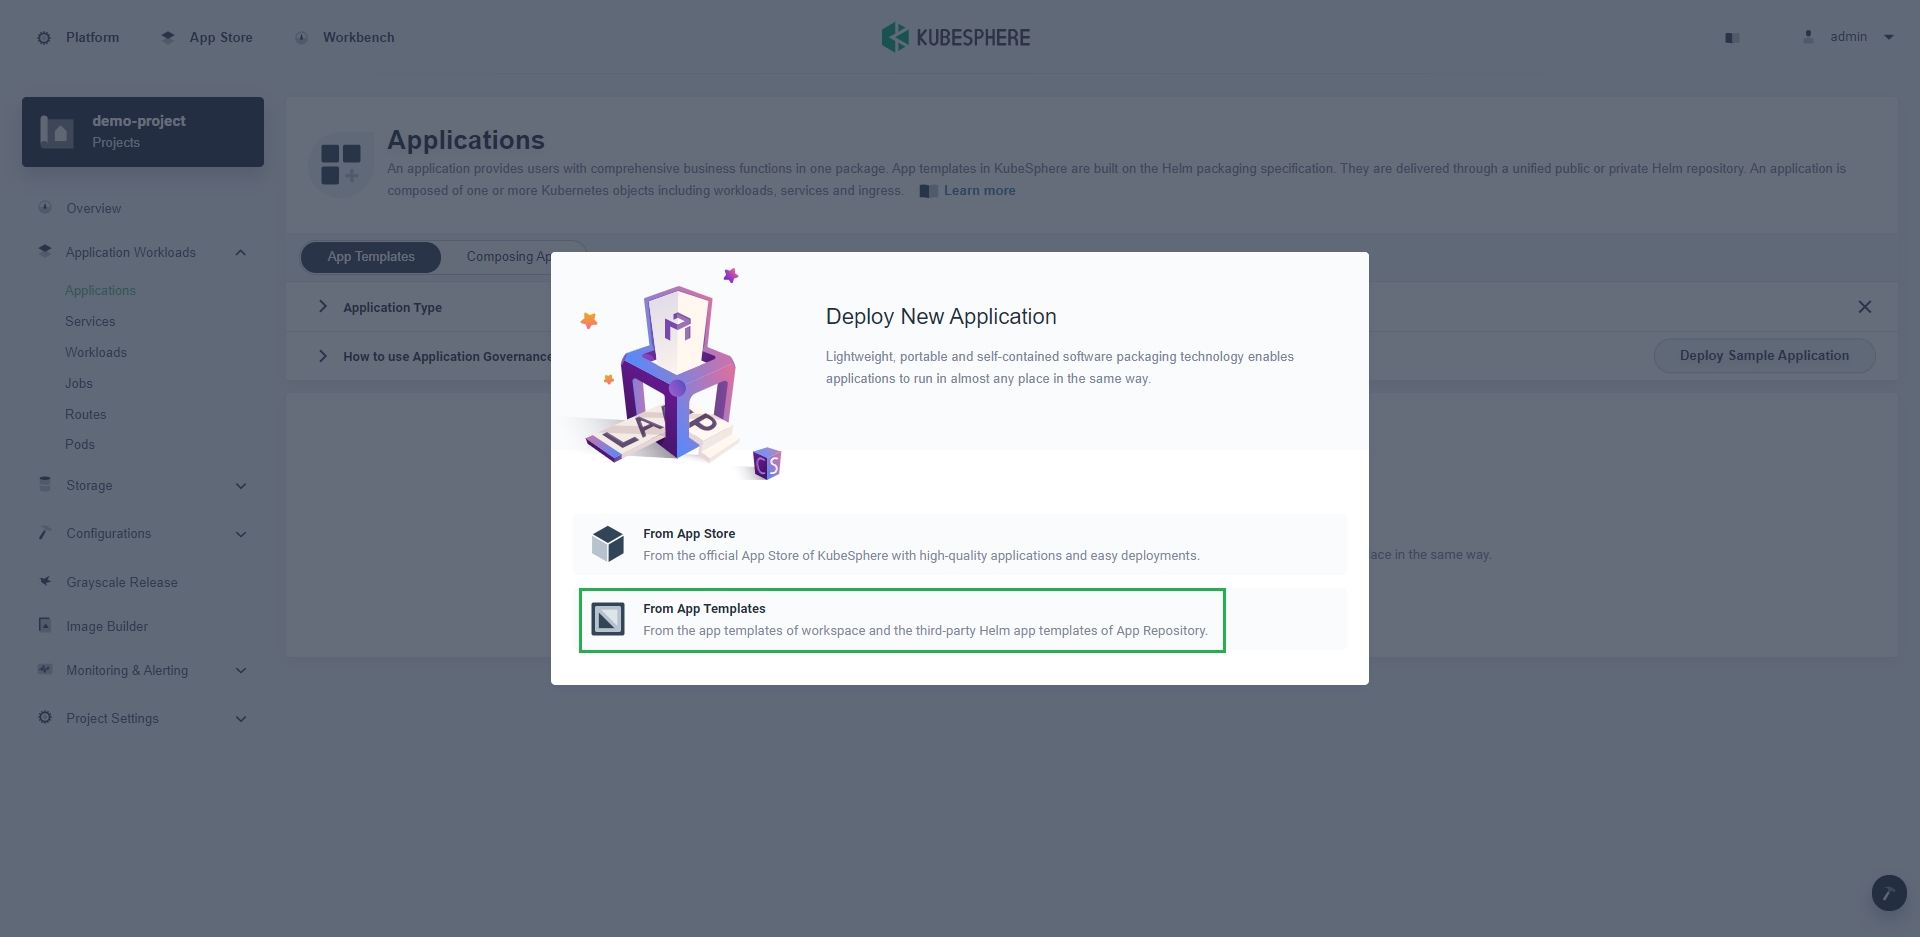 Platform
App Store
Workbench
KUBESPHERE
admin
demo-project
Projects
Overview
Application Workloads
Applications
Services
Workloads
Jobs
Routes
Pods
Storage
Configurations
Grayscale Release
Image Builder
Monitoring & Alerting
Project Settings
Applications
An application provides users with comprehensive business functions in one package. App templates in KubeSphere are built on the Helm packaging specification. They are delivered through a unified public or private Helm repository. An application is
composed of one or more Kubernetes objects including workloads, services and ingress.
Learn more
App Templates
Composing Ap
Application Type
How to use Application Governance
Deploy Sample Application
ace in the same way.
LAMP
CS
Deploy New Application
Lightweight, portable and self-contained software packaging technology enables
applications to run in almost any place in the same way.
From App Store
From the official App Store of KubeSphere with high-quality applications and easy deployments.
From App Templates
From the app templates of workspace and the third-party Helm app templates of App Repository.